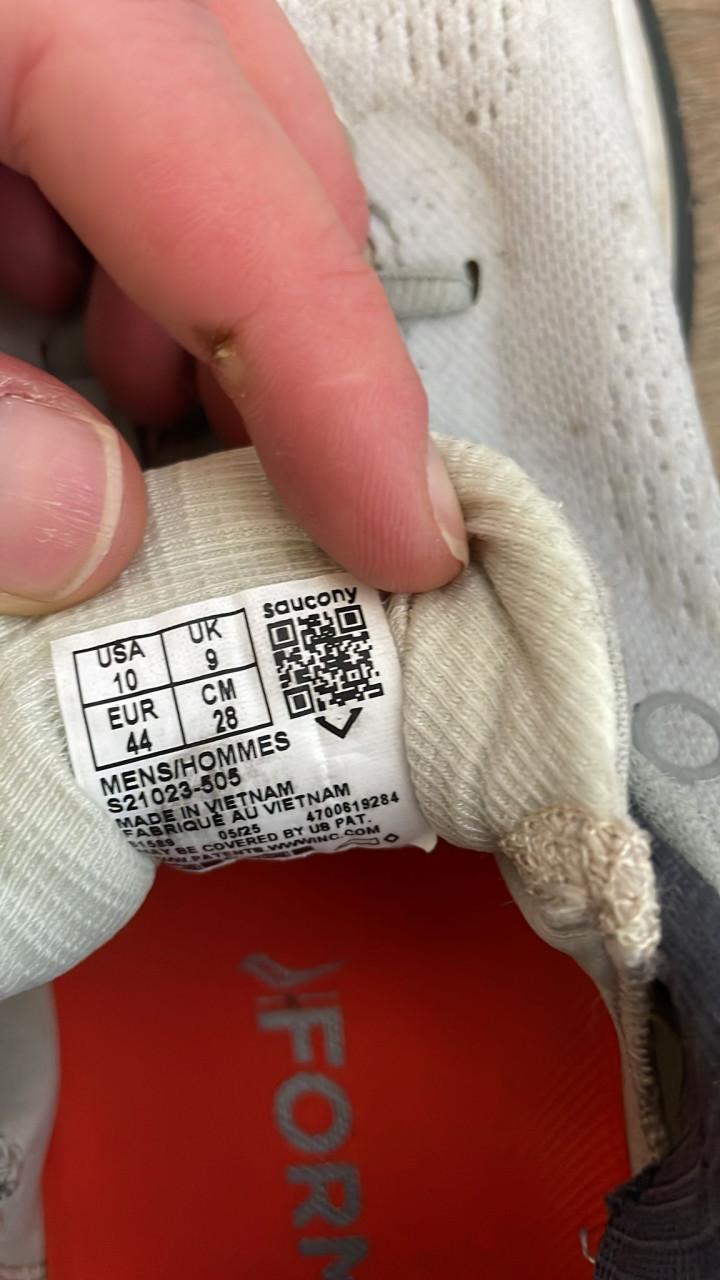 saucony
USA 10 UK 9
EUR 44 CM 28
MENS/HOMMES
S21023-505
MADE IN VIETNAM
FABRIQUÉ AU VIETNAM
05/25 4700619284
MAY BE COVERED BY US PAT.
FORM